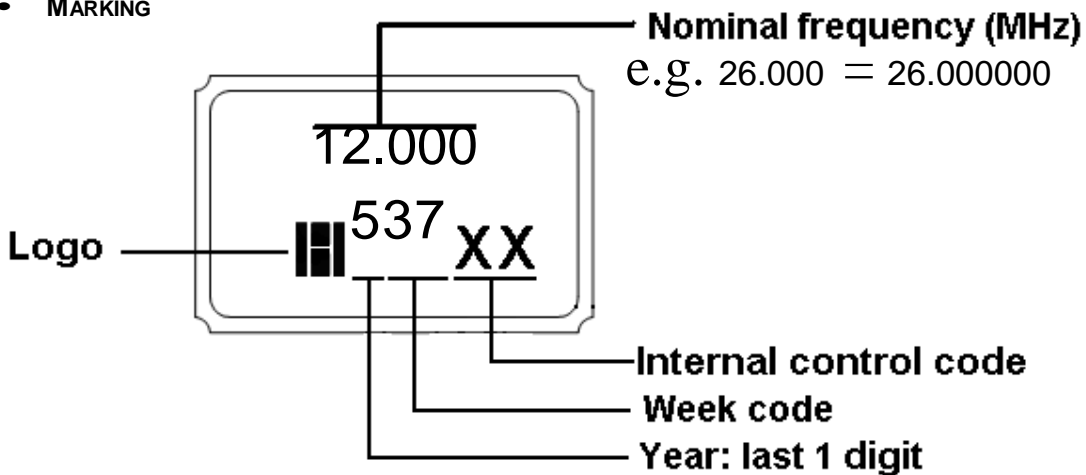 • MARKING
Nominal frequency (MHz)
e.g. 26.000 = 26.000000
12.000
537
XX
Logo
Internal control code
Week code
Year: last 1 digit